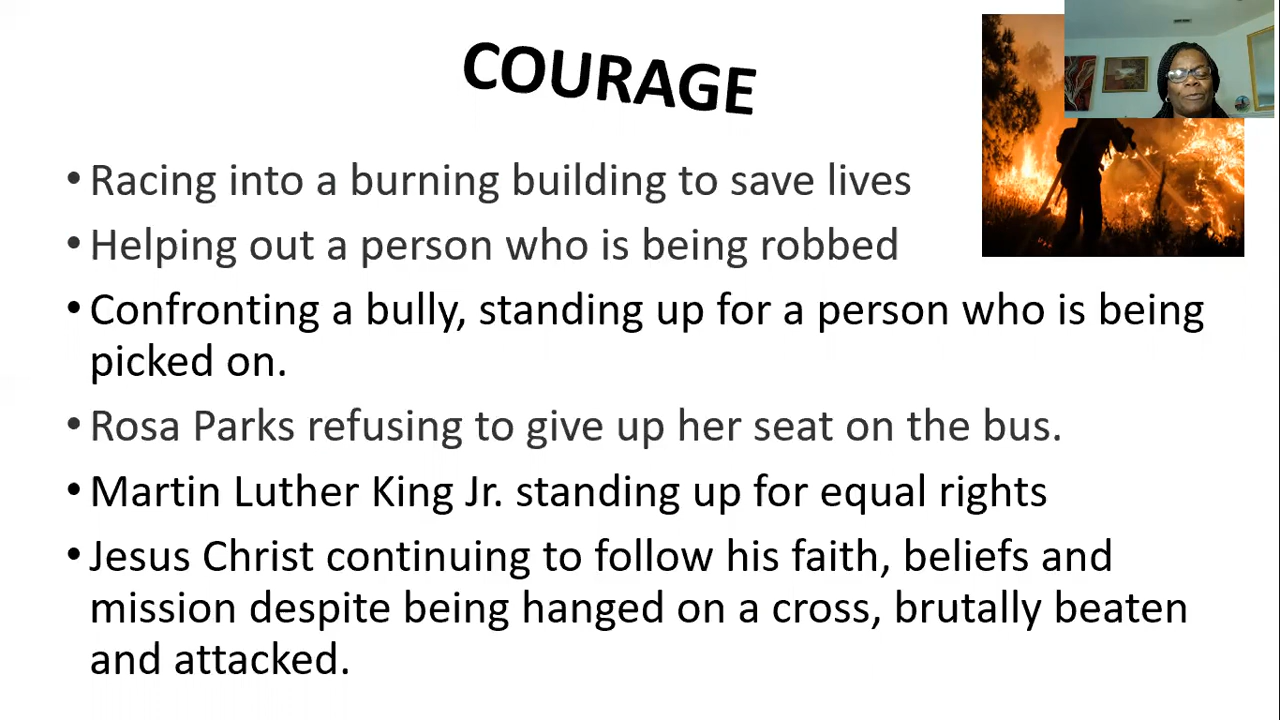 COURAGE
• Racing into a burning building to save lives
• Helping out a person who is being robbed
• Confronting a bully, standing up for a person who is being
picked on.
• Rosa Parks refusing to give up her seat on the bus.
• Martin Luther King Jr. standing up for equal rights
• Jesus Christ continuing to follow his faith, beliefs and
mission despite being hanged on a cross, brutally beaten
and attacked.